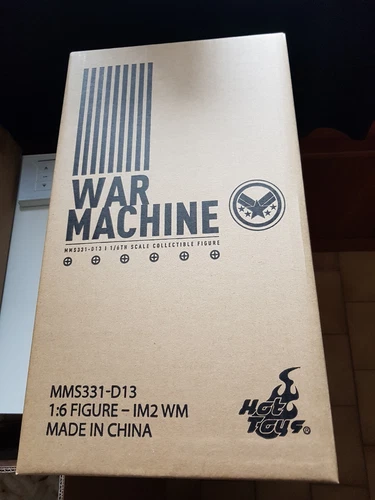 WAR
MACHINE
MMS331-D13 I 1/6TH SCALE COLLECTIBLE FIGURE
MMS331-D13
1:6 FIGURE – IM2 WM
MADE IN CHINA
Hot
Toys®